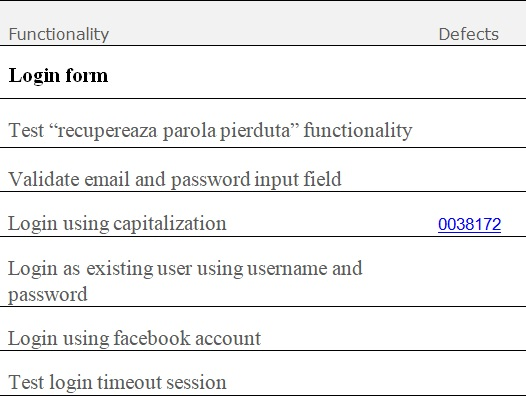 Functionality Defects
Login form
Test “recupereaza parola pierduta” functionality
Validate email and password input field
Login using capitalization 0038172
Login as existing user using username and
password
Login using facebook account
Test login timeout session